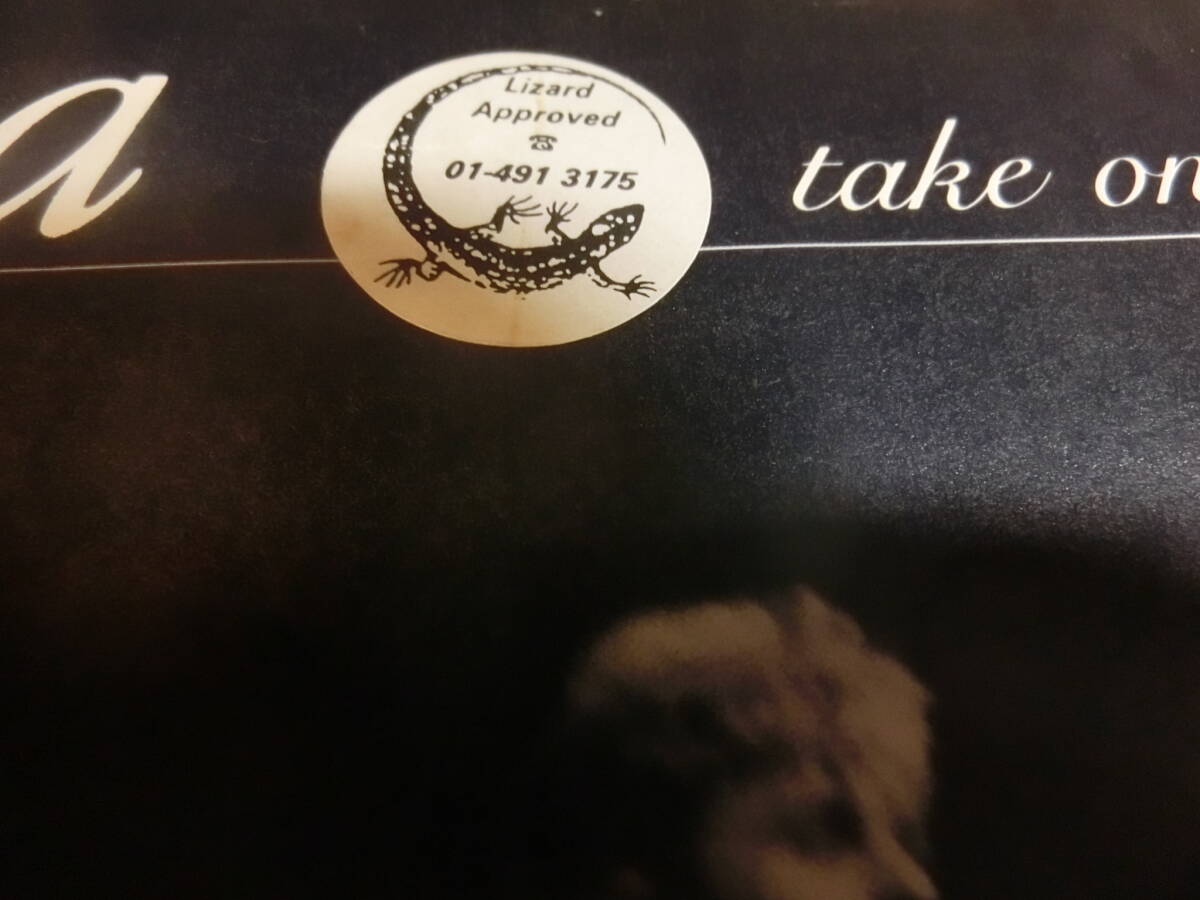 a
Lizard
Approved
☎
01-491 3175
take on